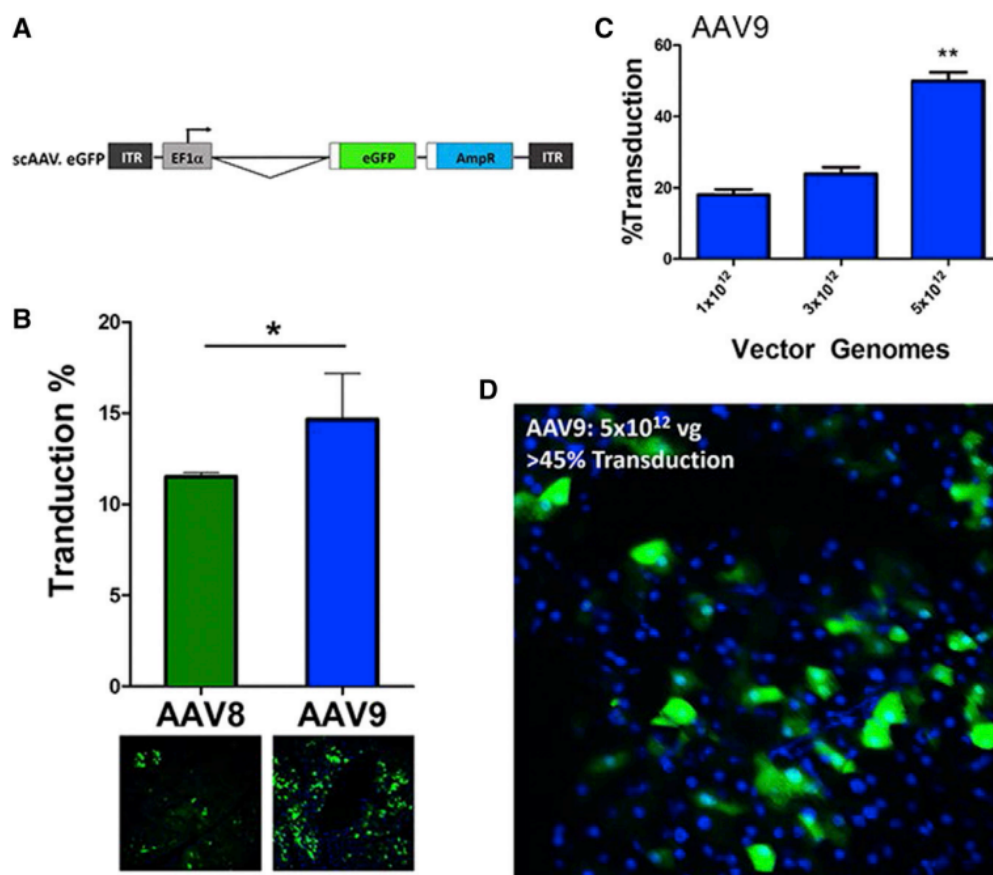 A
scAAV. eGFP ITR EF1α eGFP AmpR ITR
B
Tranduction %
20
15
10
5
0
*
AAV8 AAV9
C
AAV9
%Transduction
60
40
20
0
**
1x10¹² 3x10¹² 5x10¹²
Vector Genomes
D
AAV9: 5x10¹² vg
>45% Transduction